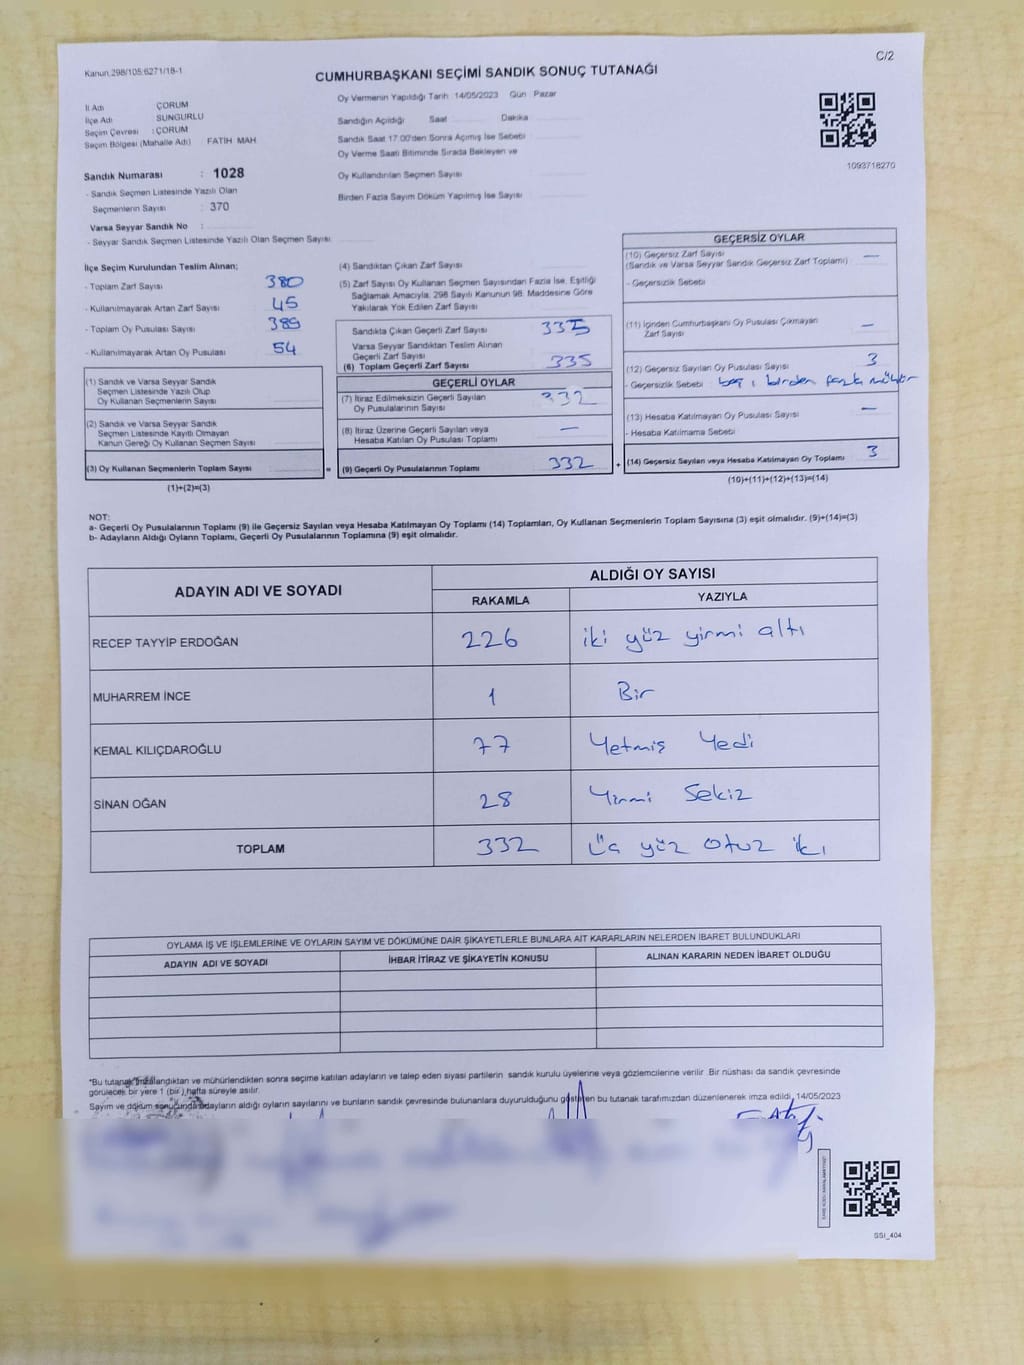 Kanun.298/105.6271/18-1
C/2
CUMHURBAŞKANI SEÇİMİ SANDIK SONUÇ TUTANAĞI
İl Adı ÇORUM
İlçe Adı SUNGURLU
Seçim Çevresi : ÇORUM
Seçim Bölgesi (Mahalle Adı) FATİH MAH
Sandık Numarası : 1028
- Sandık Seçmen Listesinde Yazılı Olan
Seçmenlerin Sayısı : 370
Varsa Seyyar Sandık No :
- Seyyar Sandık Seçmen Listesinde Yazılı Olan Seçmen Sayısı
Oy Vermenin Yapıldığı Tarih :14/05/2023 Gün Pazar
Sandığın Açıldığı Saat Dakika
Sandık Saat 17.00'den Sonra Açımış İse Sebebi
Oy Verme Saati Bitiminde Sırada Bekleyen ve
Oy Kullandırılan Seçmen Sayısı
Birden Fazla Sayım Döküm Yapılmış İse Sayısı
1093718270
İlçe Seçim Kurulundan Teslim Alınan;
- Toplam Zarf Sayısı 380
- Kullanılmayarak Artan Zarf Sayısı 45
- Toplam Oy Pusulası Sayısı 389
- Kullanılmayarak Artan Oy Pusulası 54
(1) Sandık ve Varsa Seyyar Sandık
Seçmen Listesinde Yazılı Olup
Oy Kullanan Seçmenlerin Sayısı
(2) Sandık ve Varsa Seyyar Sandık
Seçmen Listesinde Kayıtlı Olmayan
Kanun Gereği Oy Kullanan Seçmen Sayısı
(3) Oy Kullanan Seçmenlerin Toplam Sayısı =
(1)+(2)=(3)
(4) Sandıktan Çıkan Zarf Sayısı
(5) Zarf Sayısı Oy Kullanan Seçmen Sayısından Fazla İse, Eşitliği
Sağlamak Amacıyla; 298 Sayılı Kanunun 98. Maddesine Göre
Yakılarak Yok Edilen Zarf Sayısı
Sandıkta Çıkan Geçerli Zarf Sayısı 335
Varsa Seyyar Sandıktan Teslim Alınan
Geçerli Zarf Sayısı
(6) Toplam Geçerli Zarf Sayısı 335
GEÇERLİ OYLAR
(7) İtiraz Edilmeksizin Geçerli Sayılan
Oy Pusulalarının Sayısı 332
(8) İtiraz Üzerine Geçerli Sayılan veya
Hesaba Katılan Oy Pusulası Toplamı —
(9) Geçerli Oy Pusulalarının Toplamı 332 +
GEÇERSİZ OYLAR
(10) Geçersiz Zarf Sayısı —
(Sandık ve Varsa Seyyar Sandık Geçersiz Zarf Toplamı)
- Geçersizlik Sebebi
(11) İçinden Cumhurbaşkanı Oy Pusulası Çıkmayan —
Zarf Sayısı
(12) Geçersiz Sayılan Oy Pusulası Sayısı 3
- Geçersizlik Sebebi boş, birden fazla mühür
(13) Hesaba Katılmayan Oy Pusulası Sayısı —
- Hesaba Katılmama Sebebi
(14) Geçersiz Sayılan veya Hesaba Katılmayan Oy Toplamı 3
(10)+(11)+(12)+(13)=(14)
NOT:
a- Geçerli Oy Pusulalarının Toplamı (9) ile Geçersiz Sayılan veya Hesaba Katılmayan Oy Toplamı (14) Toplamları, Oy Kullanan Seçmenlerin Toplam Sayısına (3) eşit olmalıdır. (9)+(14)=(3)
b- Adayların Aldığı Oyların Toplamı, Geçerli Oy Pusulalarının Toplamına (9) eşit olmalıdır.
ADAYIN ADI VE SOYADI ALDIĞI OY SAYISI
RAKAMLA YAZIYLA
RECEP TAYYİP ERDOĞAN 226 iki yüz yirmi altı
MUHARREM İNCE 1 Bir
KEMAL KILIÇDAROĞLU 77 Yetmiş Yedi
SİNAN OĞAN 28 Yirmi Sekiz
TOPLAM 332 Üç yüz otuz iki
OYLAMA İŞ VE İŞLEMLERİNE VE OYLARIN SAYIM VE DÖKÜMÜNE DAİR ŞİKAYETLERLE BUNLARA AİT KARARLARIN NELERDEN İBARET BULUNDUKLARI
ADAYIN ADI VE SOYADI İHBAR İTİRAZ VE ŞİKAYETİN KONUSU ALINAN KARARIN NEDEN İBARET OLDUĞU
*Bu tutanak imzalandıktan ve mühürlendikten sonra seçime katılan adayların ve talep eden siyasi partilerin sandık kurulu üyelerine veya gözlemcilerine verilir .Bir nüshası da sandık çevresinde
görülecek bir yere 1 (bir) hafta süreyle asılır.
Sayım ve döküm sonucunda adayların aldığı oyların sayılarını ve bunların sandık çevresinde bulunanlara duyurulduğunu gösteren bu tutanak tarafımızdan düzenlenerek imza edildi. 14/05/2023
SSI_404